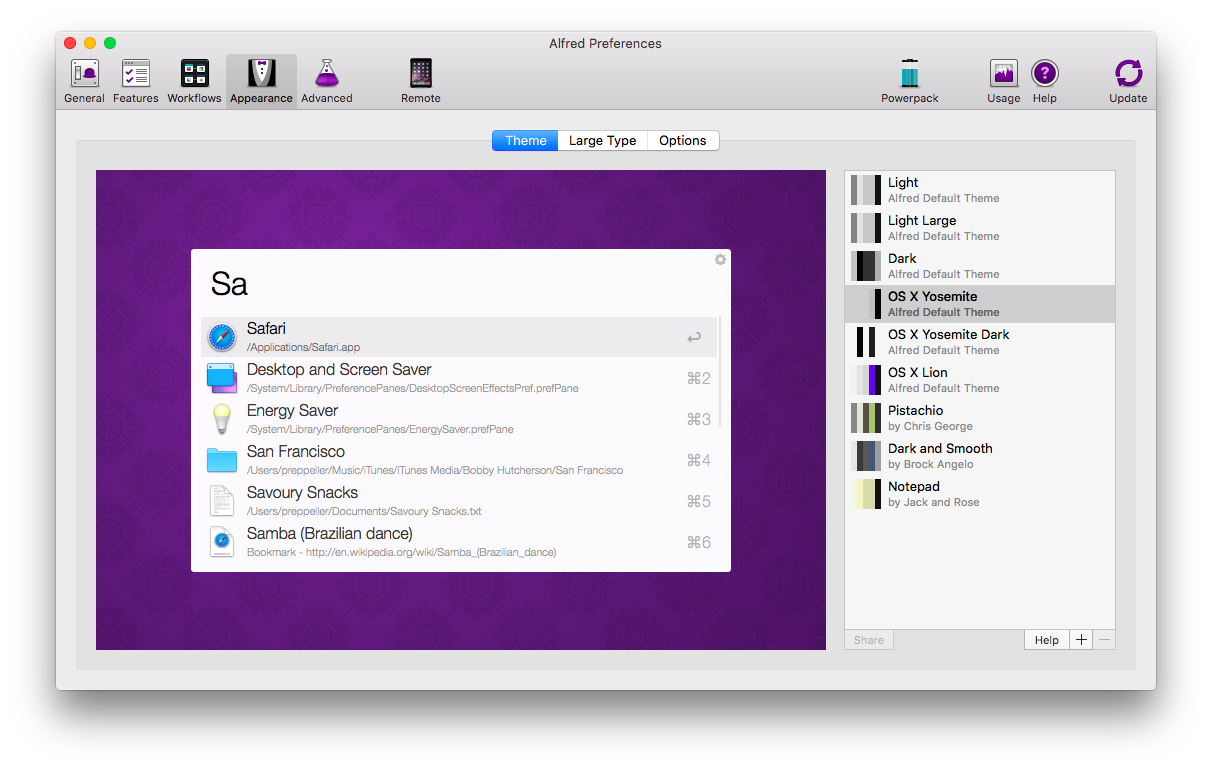 Alfred Preferences
General Features Workflows Appearance Advanced Remote Powerpack Usage Help Update
Theme Large Type Options
Sa
Safari
/Applications/Safari.app
Desktop and Screen Saver
/System/Library/PreferencePanes/DesktopScreenEffectsPref.prefPane
⌘2
Energy Saver
/System/Library/PreferencePanes/EnergySaver.prefPane
⌘3
San Francisco
/Users/preppeller/Music/iTunes/iTunes Media/Bobby Hutcherson/San Francisco
⌘4
Savoury Snacks
/Users/preppeller/Documents/Savoury Snacks.txt
⌘5
Samba (Brazilian dance)
Bookmark - http://en.wikipedia.org/wiki/Samba_(Brazilian_dance)
⌘6
Light
Alfred Default Theme
Light Large
Alfred Default Theme
Dark
Alfred Default Theme
OS X Yosemite
Alfred Default Theme
OS X Yosemite Dark
Alfred Default Theme
OS X Lion
Alfred Default Theme
Pistachio
by Chris George
Dark and Smooth
by Brock Angelo
Notepad
by Jack and Rose
Share Help + −